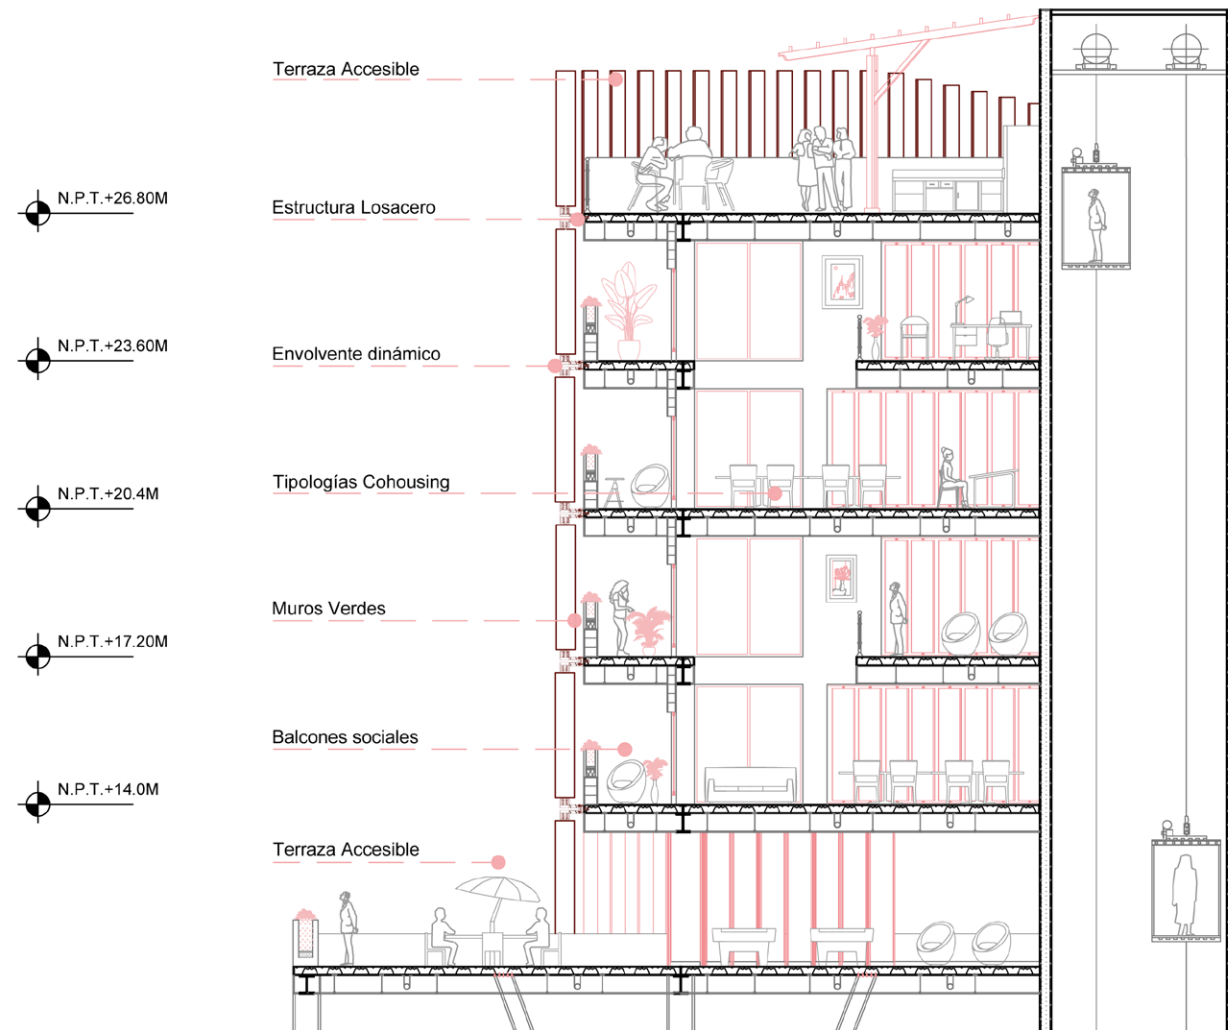 Terraza Accesible
N.P.T.+26.80M
Estructura Losacero
N.P.T.+23.60M
Envolvente dinámico
Tipologías Cohousing
N.P.T.+20.4M
Muros Verdes
N.P.T.+17.20M
Balcones sociales
N.P.T.+14.0M
Terraza Accesible